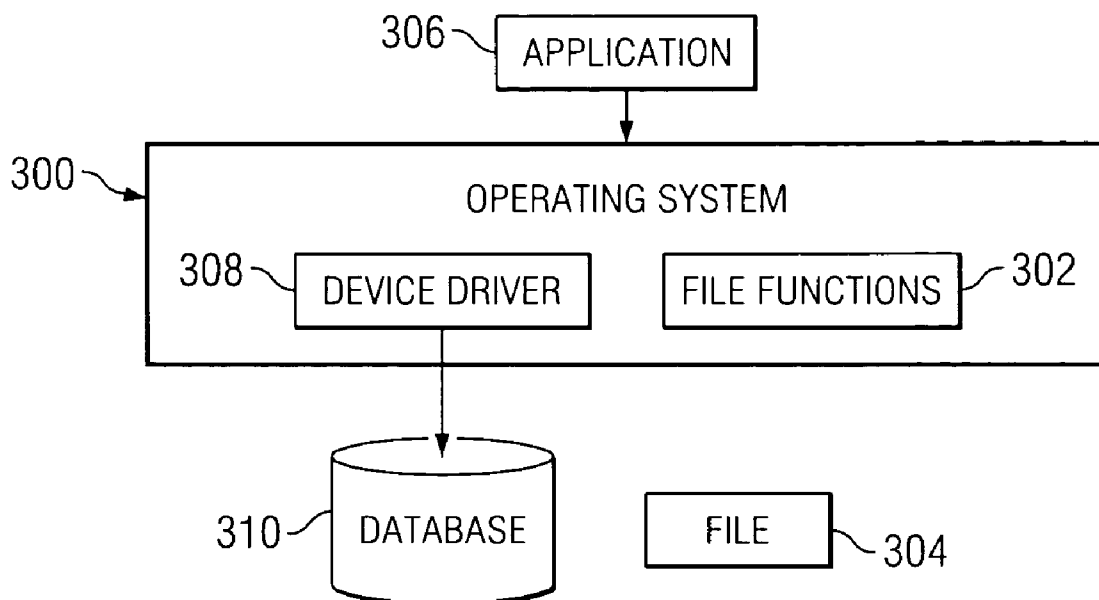 306
APPLICATION
300
OPERATING SYSTEM
308
DEVICE DRIVER
FILE FUNCTIONS
302
310
DATABASE
FILE
304